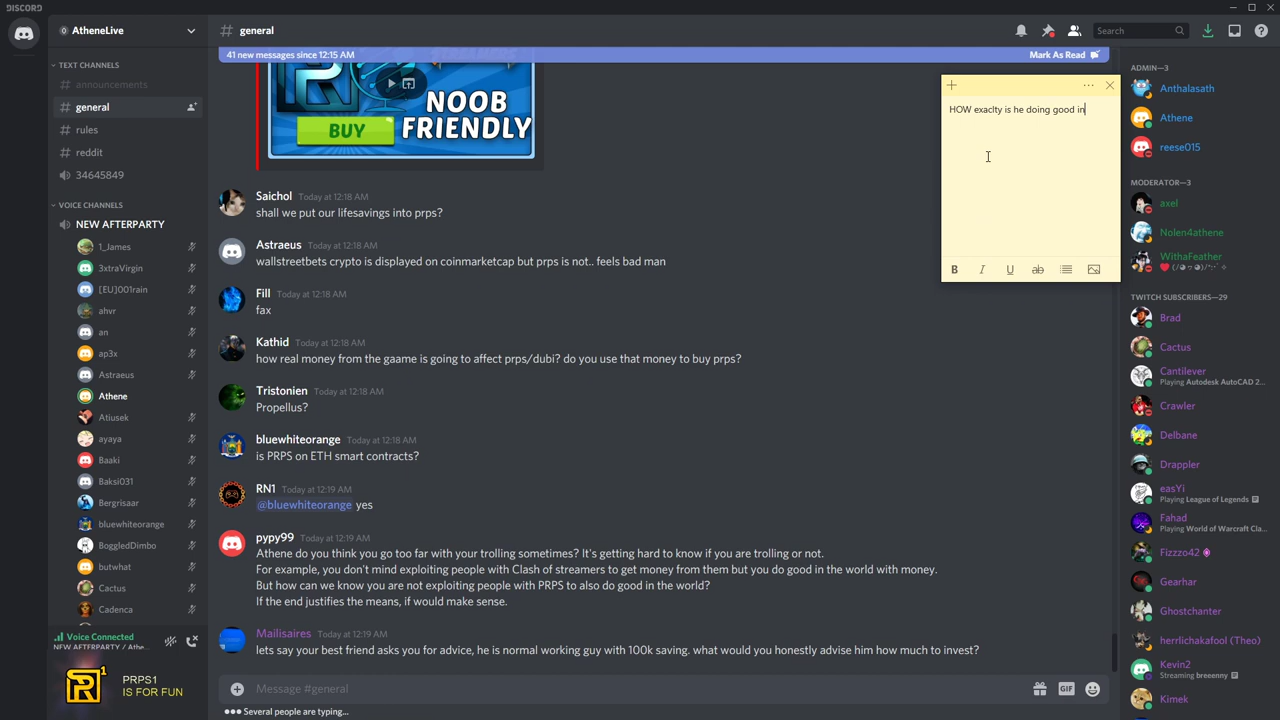 DISCORD
AtheneLive
TEXT CHANNELS
# announcements
# general
# rules
# reddit
34645849
VOICE CHANNELS
NEW AFTERPARTY
1_James
3xtraVirgin
[EU]001rain
ahvr
an
ap3x
Astraeus
Athene
Atiusek
ayaya
Baaki
Baksi031
Bergrisaar
bluewhiteorange
BoggledDimbo
butwhat
Cactus
Cadenca
Voice Connected
NEW AFTERPARTY / Athe...
PRPS1
IS FOR FUN
# general
Search
41 new messages since 12:15 AM
Mark As Read
NOOB
FRIENDLY
BUY
Saichol Today at 12:18 AM
shall we put our lifesavings into prps?
Astraeus Today at 12:18 AM
wallstreetbets crypto is displayed on coinmarketcap but prps is not.. feels bad man
Fill Today at 12:18 AM
fax
Kathid Today at 12:18 AM
how real money from the gaame is going to affect prps/dubi? do you use that money to buy prps?
Tristonien Today at 12:18 AM
Propellus?
bluewhiteorange Today at 12:18 AM
is PRPS on ETH smart contracts?
RN1 Today at 12:19 AM
@bluewhiteorange yes
pypy99 Today at 12:19 AM
Athene do you think you go too far with your trolling sometimes? It's getting hard to know if you are trolling or not.
For example, you don't mind exploiting people with Clash of streamers to get money from them but you do good in the world with money.
But how can we know you are not exploiting people with PRPS to also do good in the world?
If the end justifies the means, if would make sense.
Mailisaires Today at 12:19 AM
lets say your best friend asks you for advice, he is normal working guy with 100k saving. what would you honestly advise him how much to invest?
Message #general
GIF
Several people are typing...
HOW exaclty is he doing good in
B I U ab
ADMIN—3
Anthalasath
Athene
reese015
MODERATOR—3
axel
Nolen4athene
WithaFeather
TWITCH SUBSCRIBERS—29
Brad
Cactus
Cantilever
Playing Autodesk AutoCAD 2...
Crawler
Delbane
Drappler
easYi
Playing League of Legends
Fahad
Playing World of Warcraft Cla...
Fizzzo42
Gearhar
Ghostchanter
herrlichakafool (Theo)
Kevin2
Streaming breeenny
Kimek